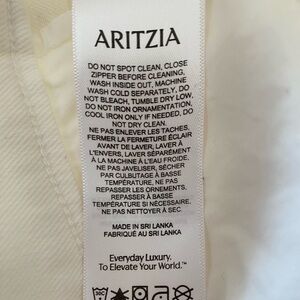 ARITZIA
DO NOT SPOT CLEAN, CLOSE
ZIPPER BEFORE CLEANING,
WASH INSIDE OUT, MACHINE
WASH COLD SEPARATELY, DO
NOT BLEACH, TUMBLE DRY LOW,
DO NOT IRON ORNAMENTATION,
COOL IRON ONLY IF NEEDED, DO
NOT DRY CLEAN.
NE PAS ENLEVER LES TACHES,
FERMER LA FERMETURE ÉCLAIR
AVANT DE LAVER, LAVER À
L'ENVERS, LAVER SÉPARÉMENT
À LA MACHINE À L'EAU FROIDE,
NE PAS JAVELISER, SÉCHER
PAR CULBUTAGE À BASSE
TEMPÉRATURE, NE PAS
REPASSER LES ORNEMENTS,
REPASSER À BASSE
TEMPÉRATURE SI NÉCESSAIRE,
NE PAS NETTOYER À SEC.
MADE IN SRI LANKA
FABRIQUÉ AU SRI LANKA
Everyday Luxury.
To Elevate Your World.™